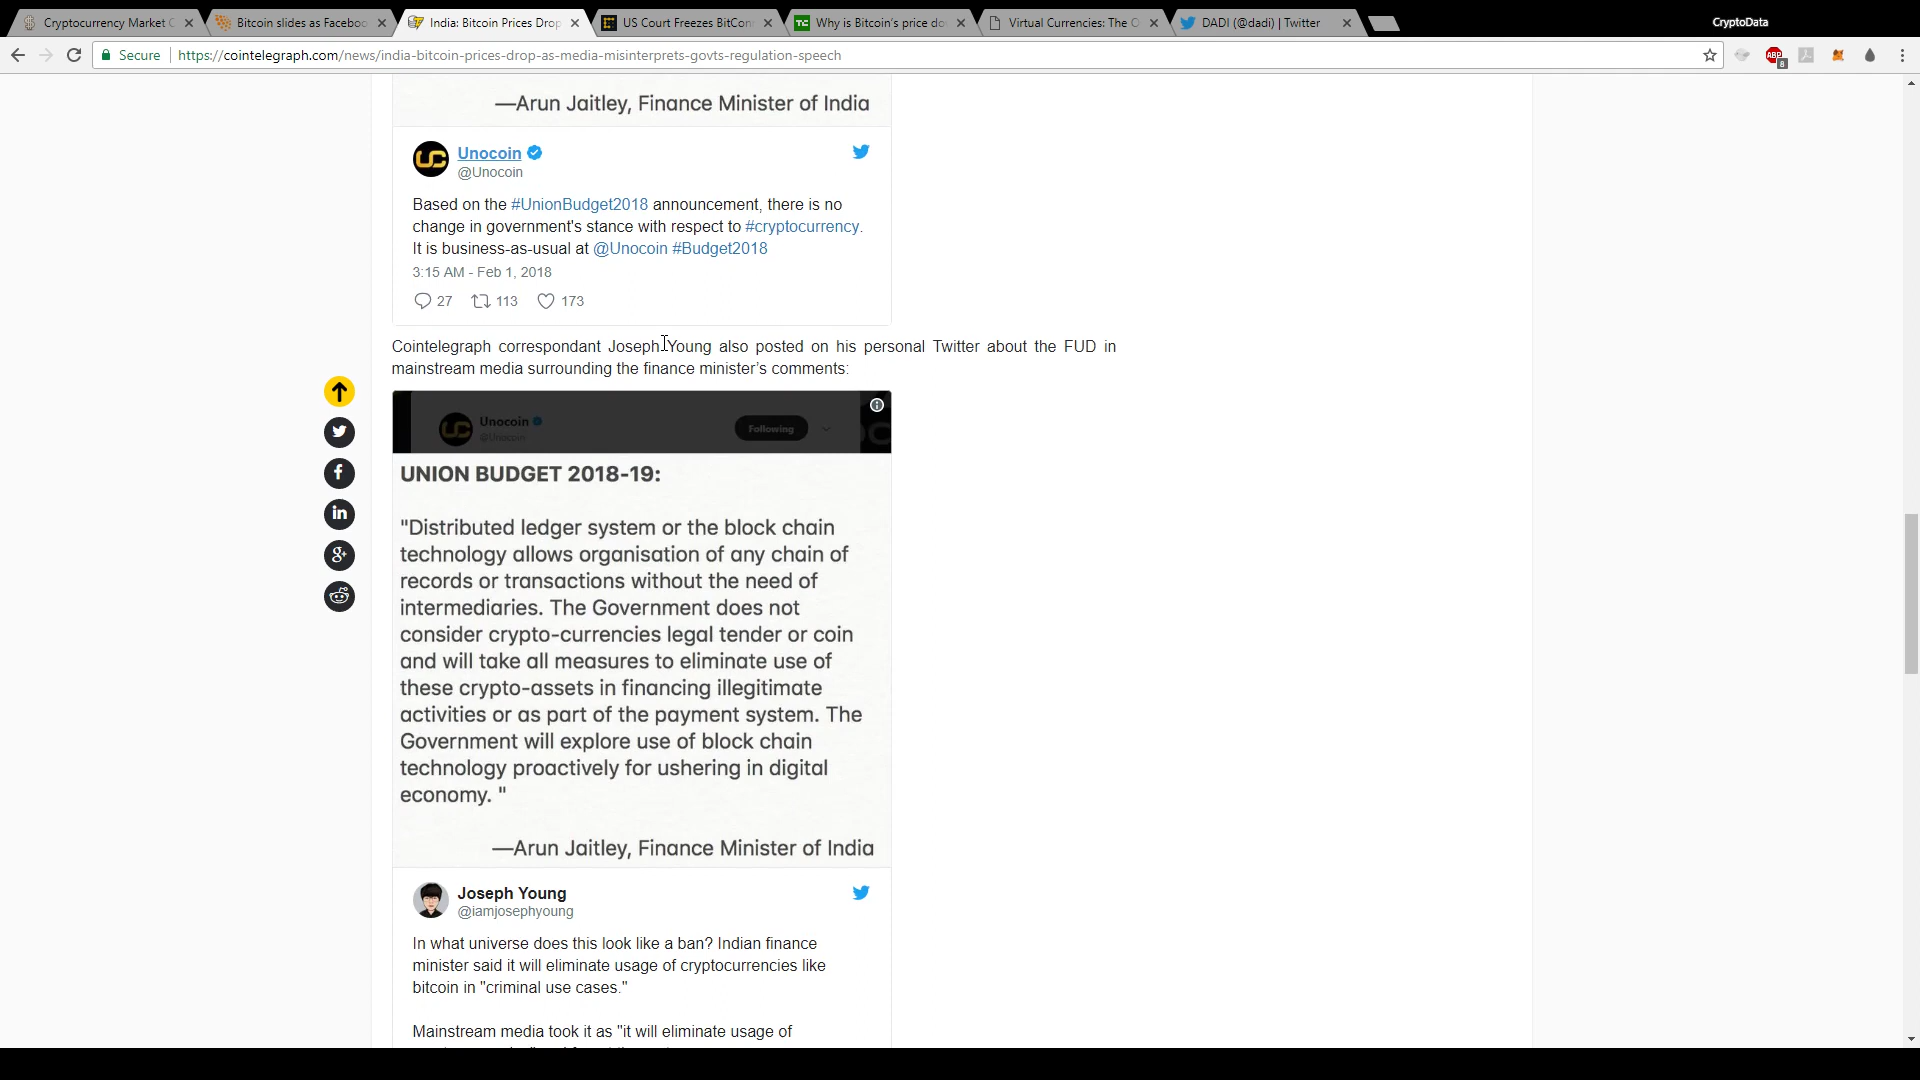 Cryptocurrency Market C
Bitcoin slides as Faceboo
India: Bitcoin Prices Drop
US Court Freezes BitCon
Why is Bitcoin's price do
Virtual Currencies: The O
DADI (@dadi) | Twitter
CryptoData
Secure
https://cointelegraph.com/news/india-bitcoin-prices-drop-as-media-misinterprets-govts-regulation-speech
ABP
8
—Arun Jaitley, Finance Minister of India
Unocoin
@Unocoin
Based on the #UnionBudget2018 announcement, there is no
change in government's stance with respect to #cryptocurrency.
It is business-as-usual at @Unocoin #Budget2018
3:15 AM - Feb 1, 2018
27 113 173
Cointelegraph correspondant Joseph Young also posted on his personal Twitter about the FUD in
mainstream media surrounding the finance minister's comments:
Unocoin
@Unocoin
Following
UNION BUDGET 2018-19:
"Distributed ledger system or the block chain
technology allows organisation of any chain of
records or transactions without the need of
intermediaries. The Government does not
consider crypto-currencies legal tender or coin
and will take all measures to eliminate use of
these crypto-assets in financing illegitimate
activities or as part of the payment system. The
Government will explore use of block chain
technology proactively for ushering in digital
economy. "
—Arun Jaitley, Finance Minister of India
Joseph Young
@iamjosephyoung
In what universe does this look like a ban? Indian finance
minister said it will eliminate usage of cryptocurrencies like
bitcoin in "criminal use cases."
Mainstream media took it as "it will eliminate usage of